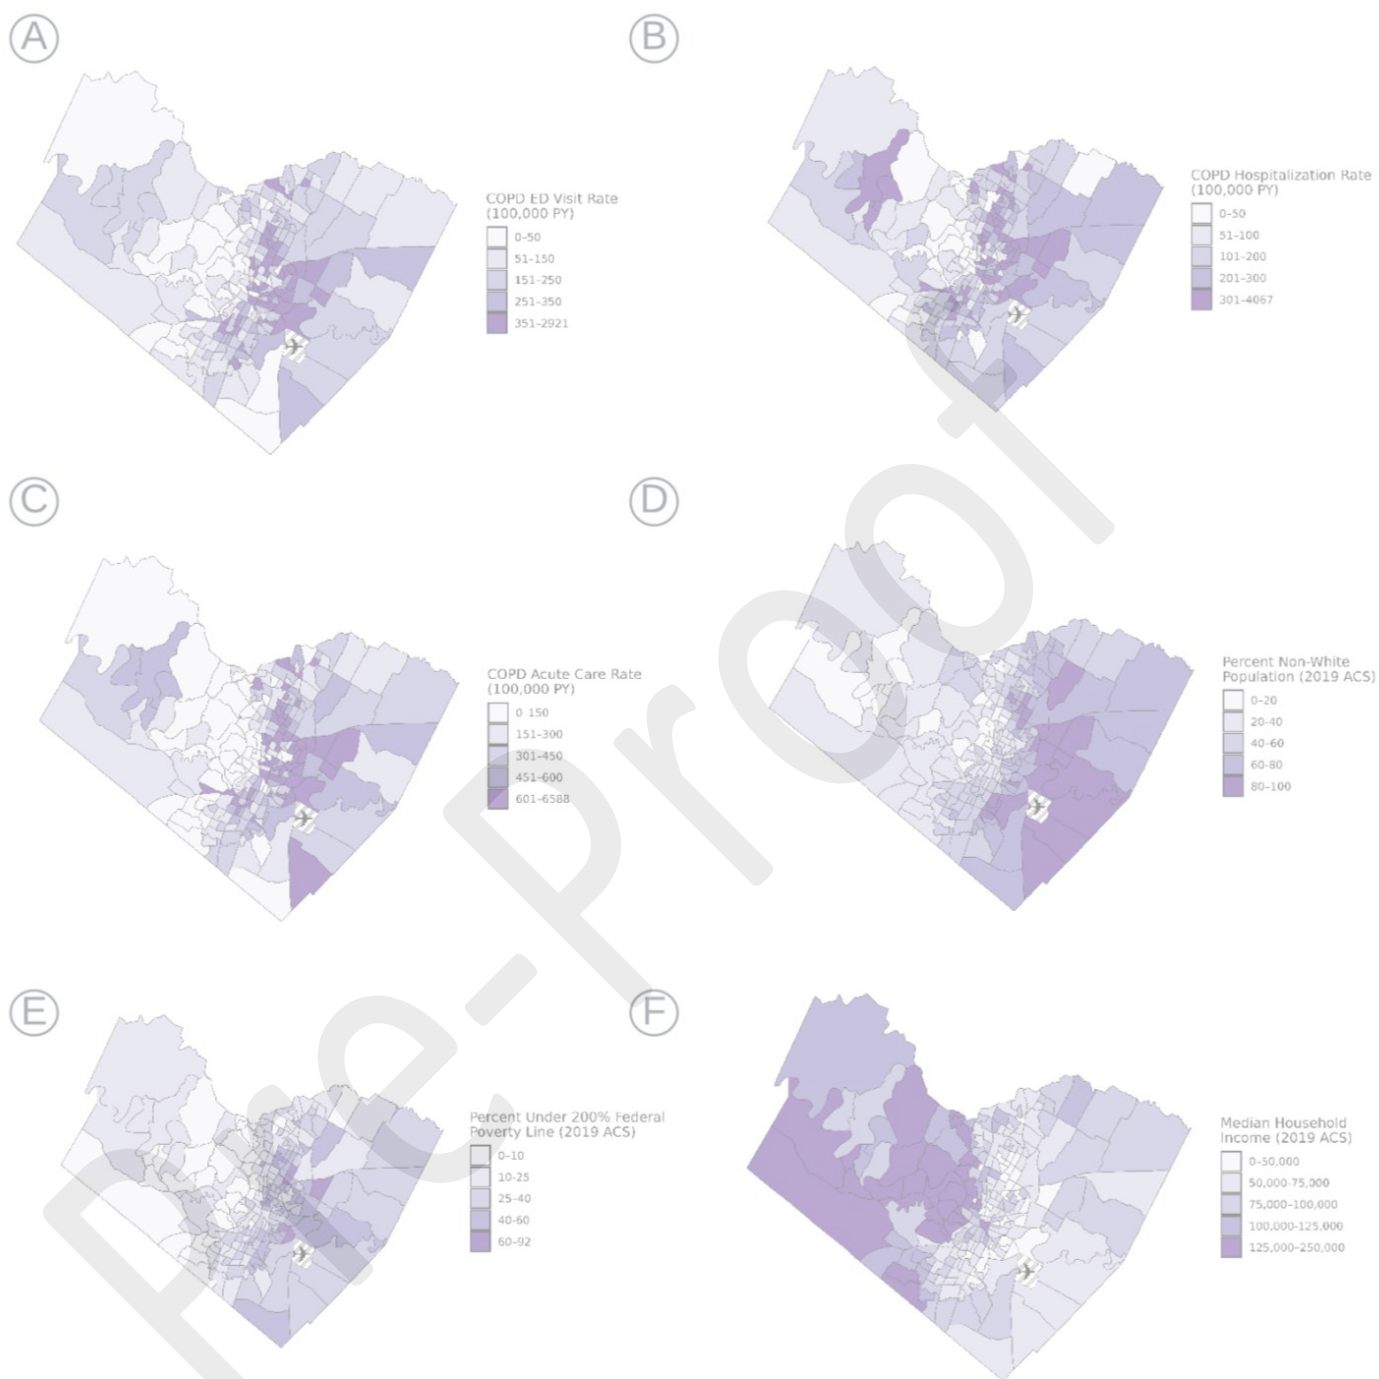 A
COPD ED Visit Rate
(100,000 PY)
0–50
51–150
151–250
251–350
351–2921
B
COPD Hospitalization Rate
(100,000 PY)
0–50
51–100
101–200
201–300
301–4067
C
COPD Acute Care Rate
(100,000 PY)
0 150
151–300
301–450
451–600
601–6588
D
Percent Non-White
Population (2019 ACS)
0–20
20–40
40–60
60–80
80–100
E
Percent Under 200% Federal
Poverty Line (2019 ACS)
0–10
10–25
25–40
40–60
60–92
F
Median Household
Income (2019 ACS)
0–50,000
50,000-75,000
75,000–100,000
100,000–125,000
125,000–250,000
Pre-Proof